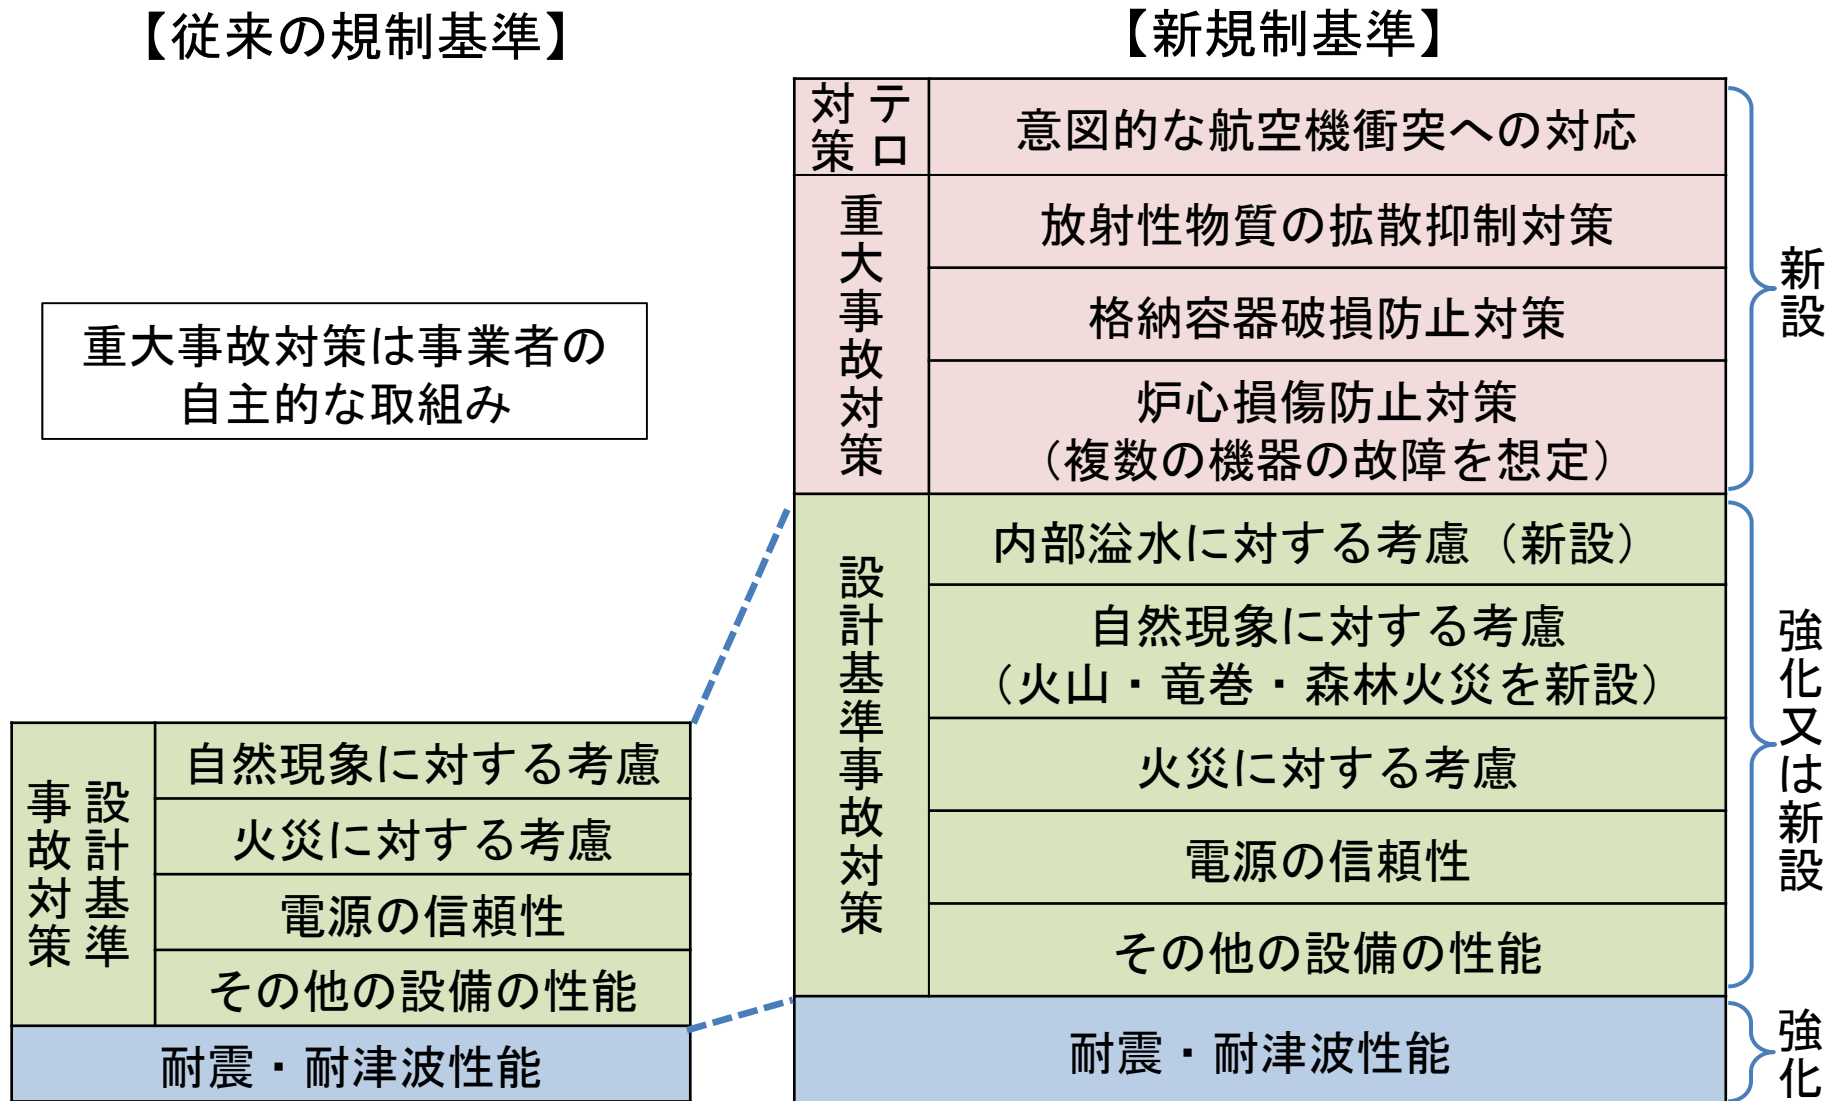 【従来の規制基準】
重大事故対策は事業者の
自主的な取組み
設計基準
事故対策
自然現象に対する考慮
火災に対する考慮
電源の信頼性
その他の設備の性能
耐震・耐津波性能
【新規制基準】
テロ
対策
意図的な航空機衝突への対応
重大事故対策
放射性物質の拡散抑制対策
格納容器破損防止対策
炉心損傷防止対策
（複数の機器の故障を想定）
設計基準事故対策
内部溢水に対する考慮（新設）
自然現象に対する考慮
（火山・竜巻・森林火災を新設）
火災に対する考慮
電源の信頼性
その他の設備の性能
耐震・耐津波性能
新設
強化又は新設
強化